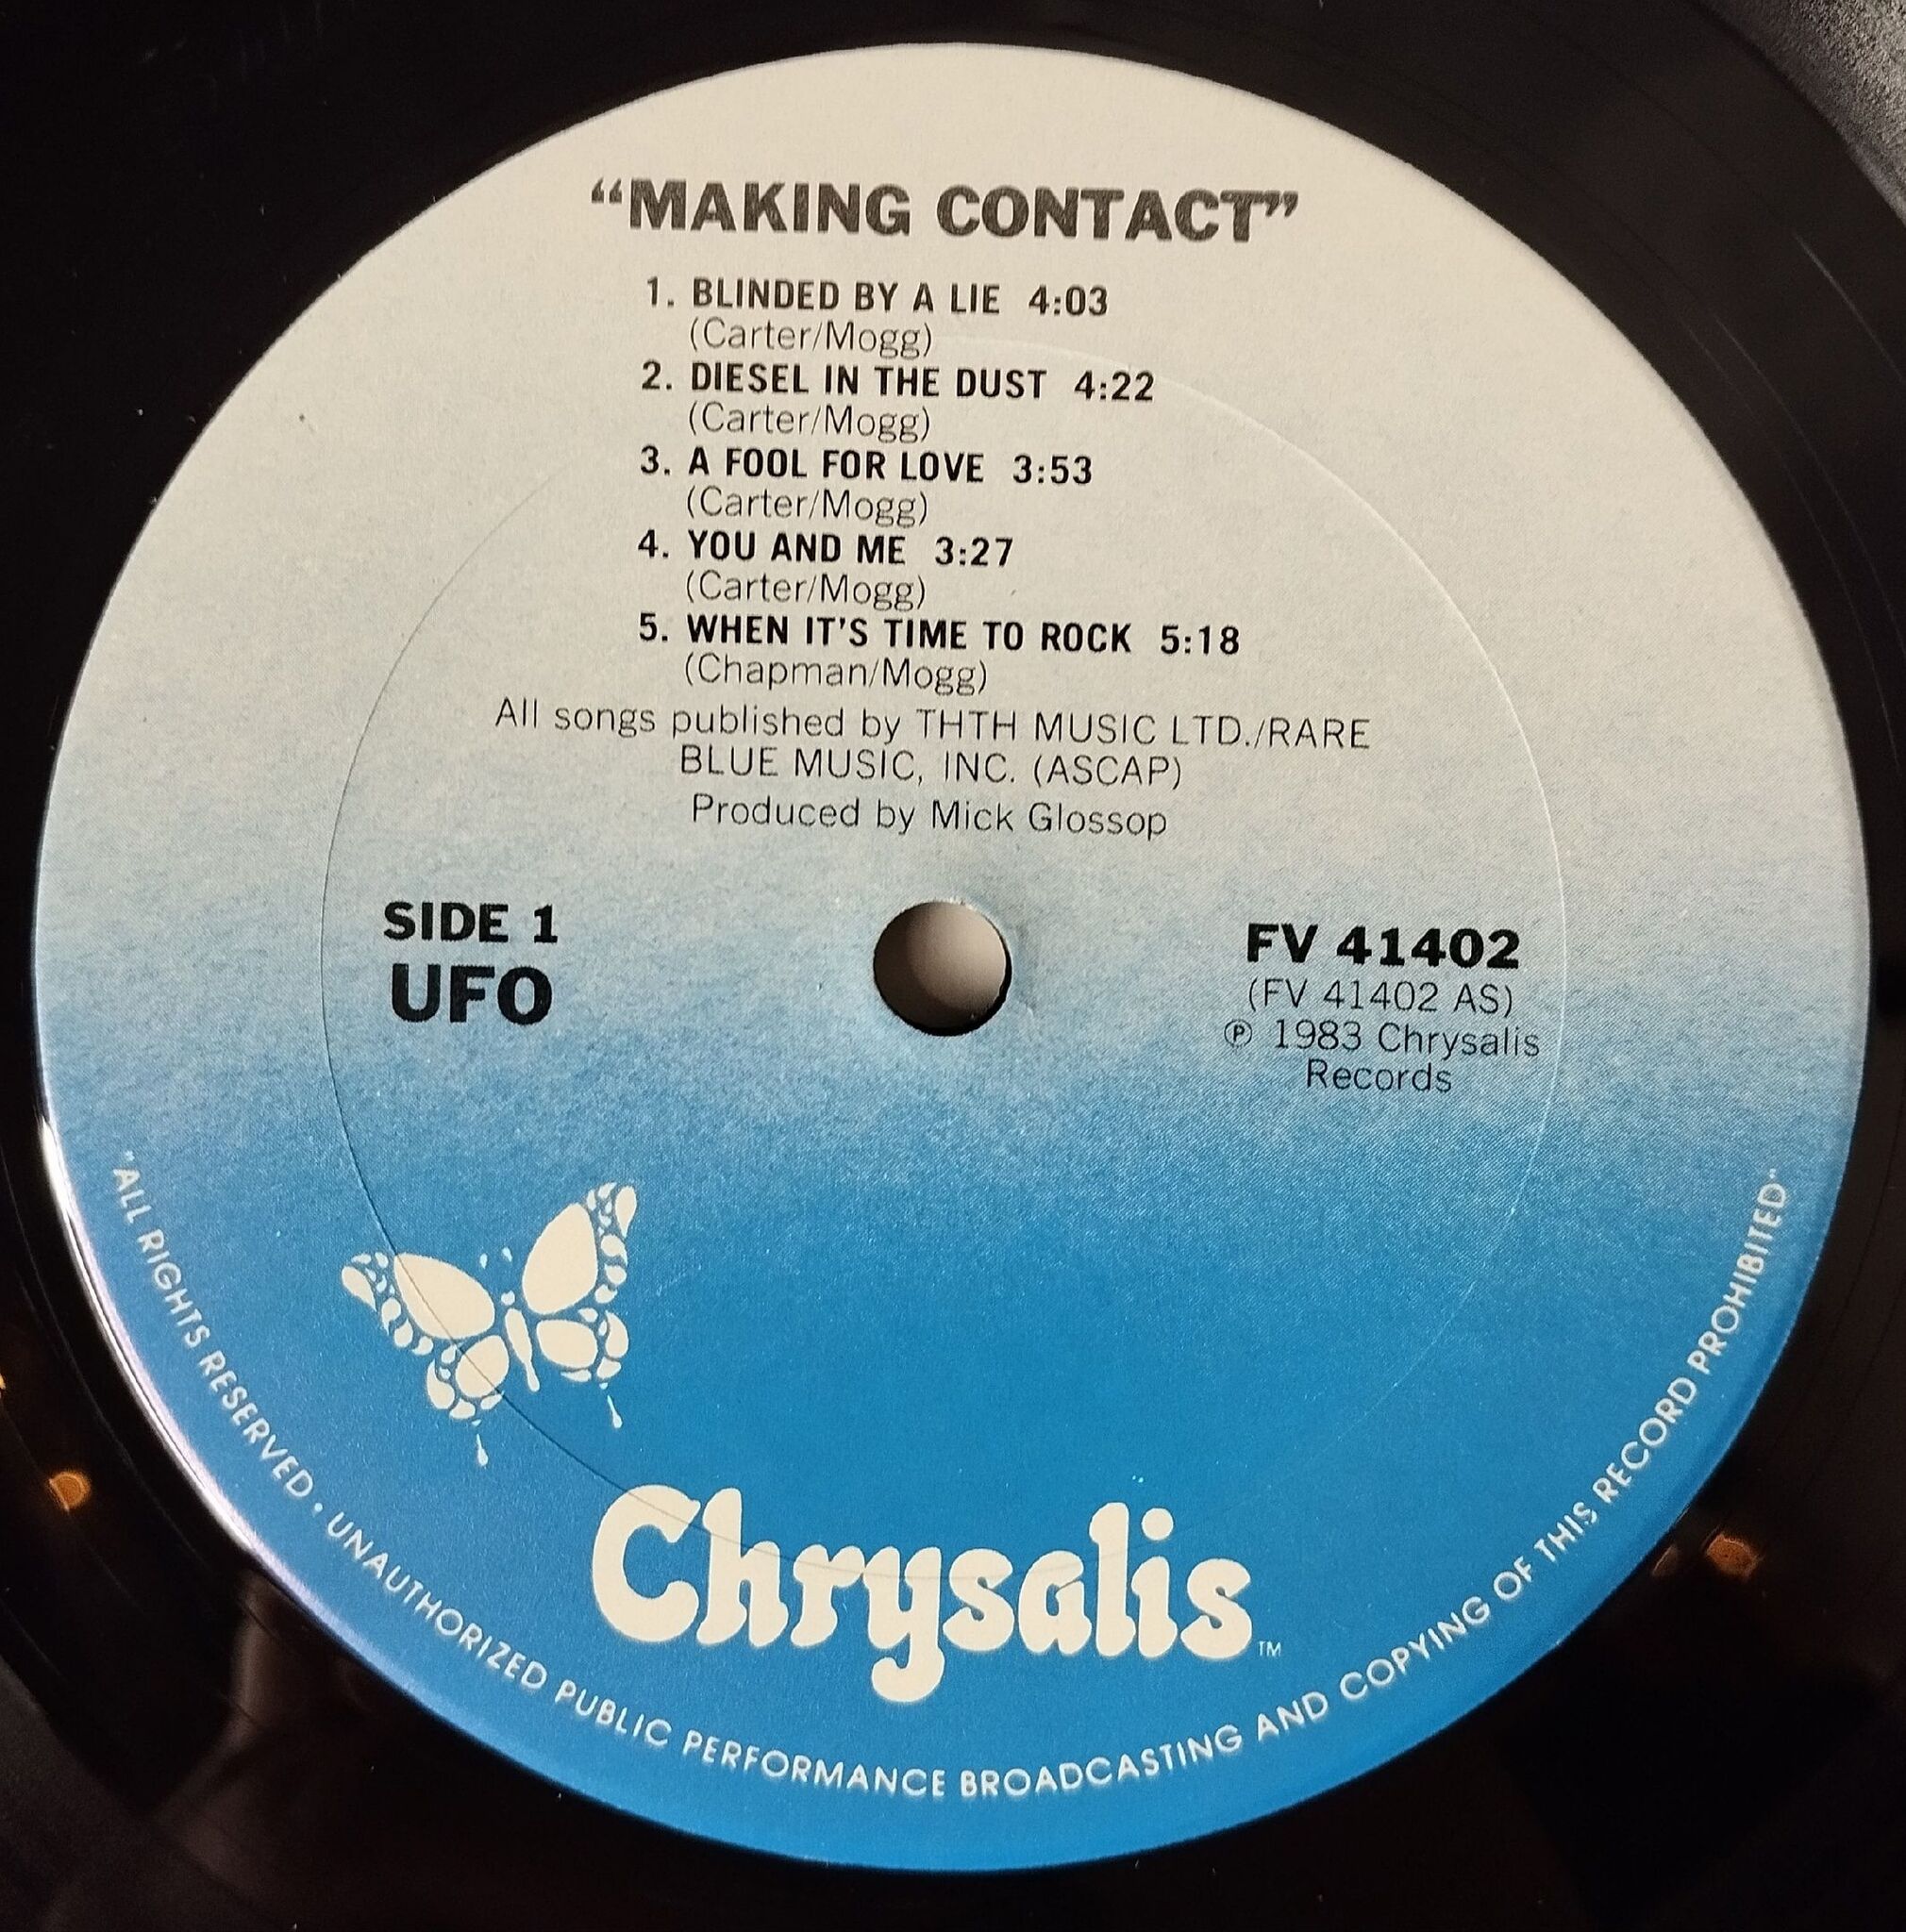 “MAKING CONTACT”
1. BLINDED BY A LIE 4:03
(Carter/Mogg)
2. DIESEL IN THE DUST 4:22
(Carter/Mogg)
3. A FOOL FOR LOVE 3:53
(Carter/Mogg)
4. YOU AND ME 3:27
(Carter/Mogg)
5. WHEN IT'S TIME TO ROCK 5:18
(Chapman/Mogg)
All songs published by THTH MUSIC LTD./RARE
BLUE MUSIC, INC. (ASCAP)
Produced by Mick Glossop
SIDE 1
UFO
FV 41402
(FV 41402 AS)
℗ 1983 Chrysalis
Records
Chrysalis™
"ALL RIGHTS RESERVED • UNAUTHORIZED PUBLIC PERFORMANCE BROADCASTING AND COPYING OF THIS RECORD PROHIBITED"